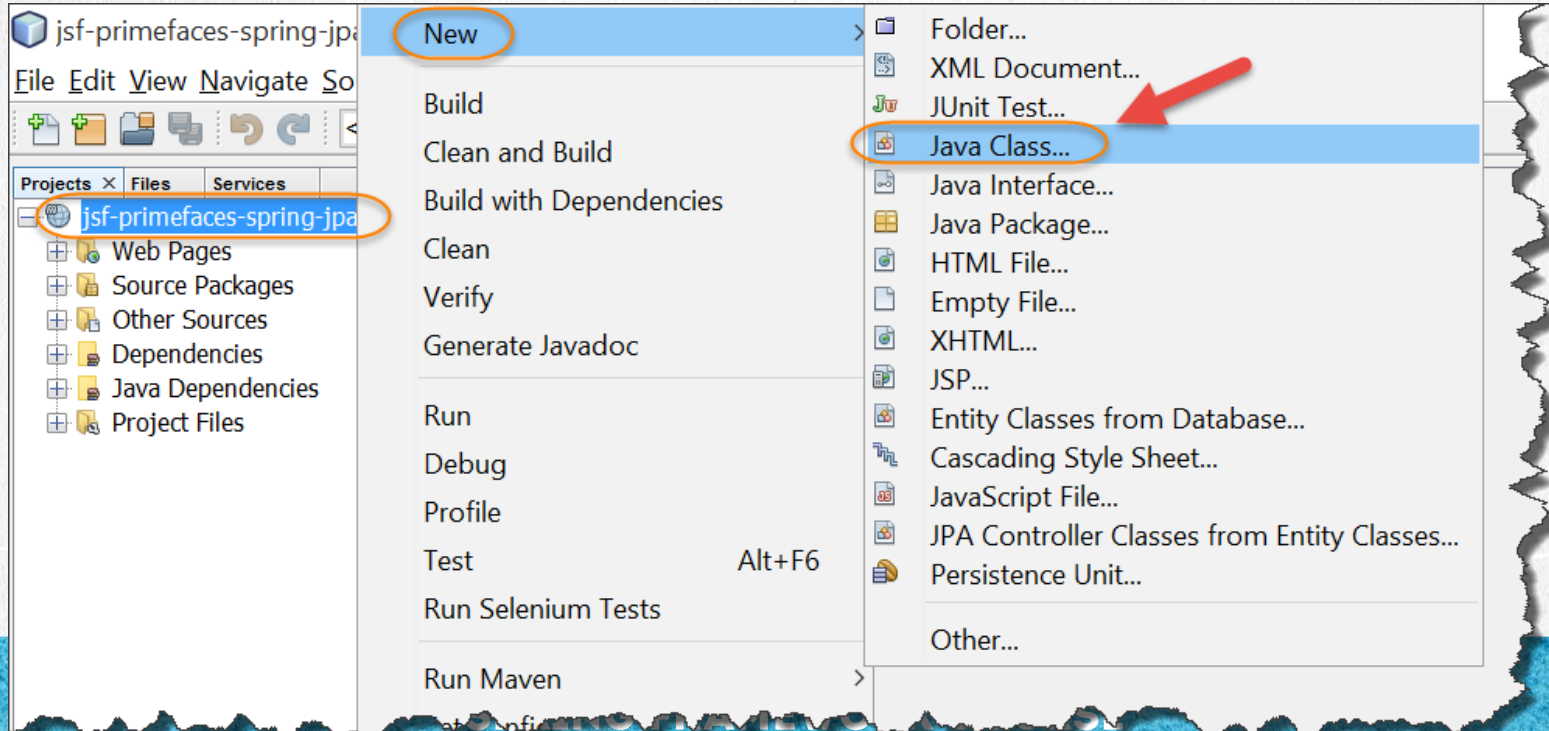 jsf-primefaces-spring-jpa
File Edit View Navigate So
Projects Files Services
jsf-primefaces-spring-jpa
Web Pages
Source Packages
Other Sources
Dependencies
Java Dependencies
Project Files
New
Build
Clean and Build
Build with Dependencies
Clean
Verify
Generate Javadoc
Run
Debug
Profile
Test Alt+F6
Run Selenium Tests
Run Maven
Folder...
XML Document...
JUnit Test...
Java Class...
Java Interface...
Java Package...
HTML File...
Empty File...
XHTML...
JSP...
Entity Classes from Database...
Cascading Style Sheet...
JavaScript File...
JPA Controller Classes from Entity Classes...
Persistence Unit...
Other...